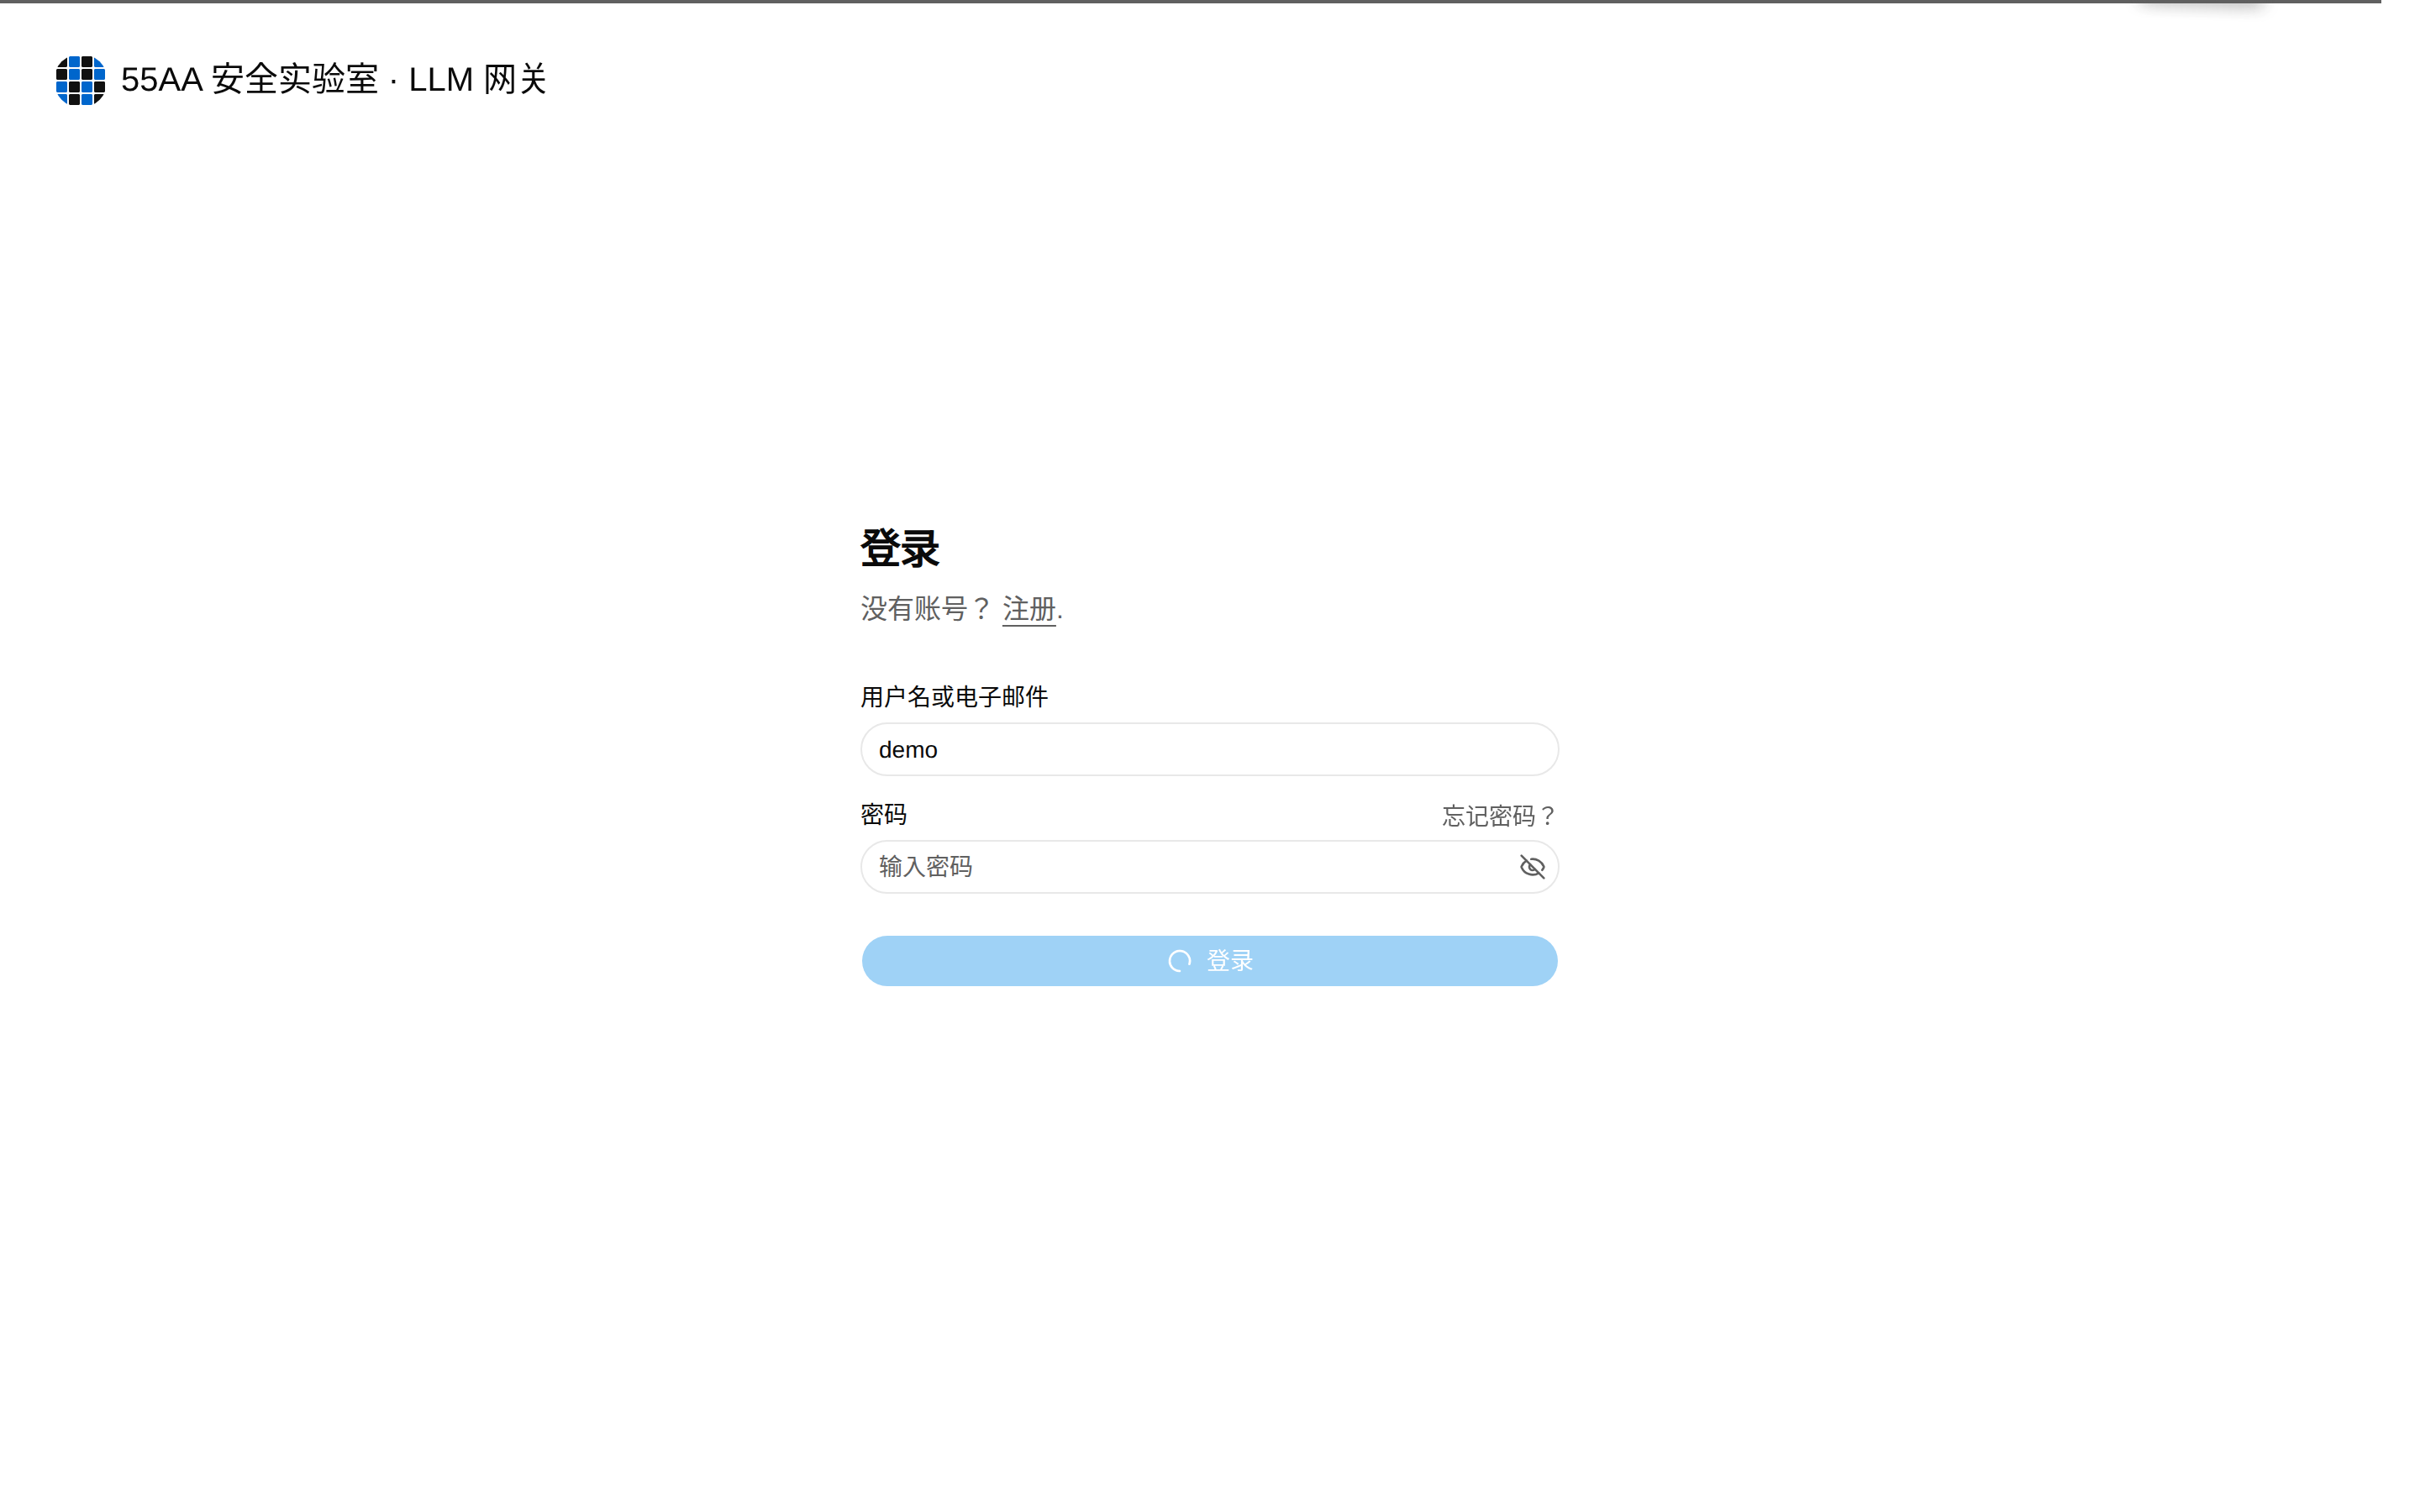 55AA 安全实验室 · LLM 网关
登录
没有账号？ 注册.
用户名或电子邮件
demo
密码 忘记密码？
输入密码
登录